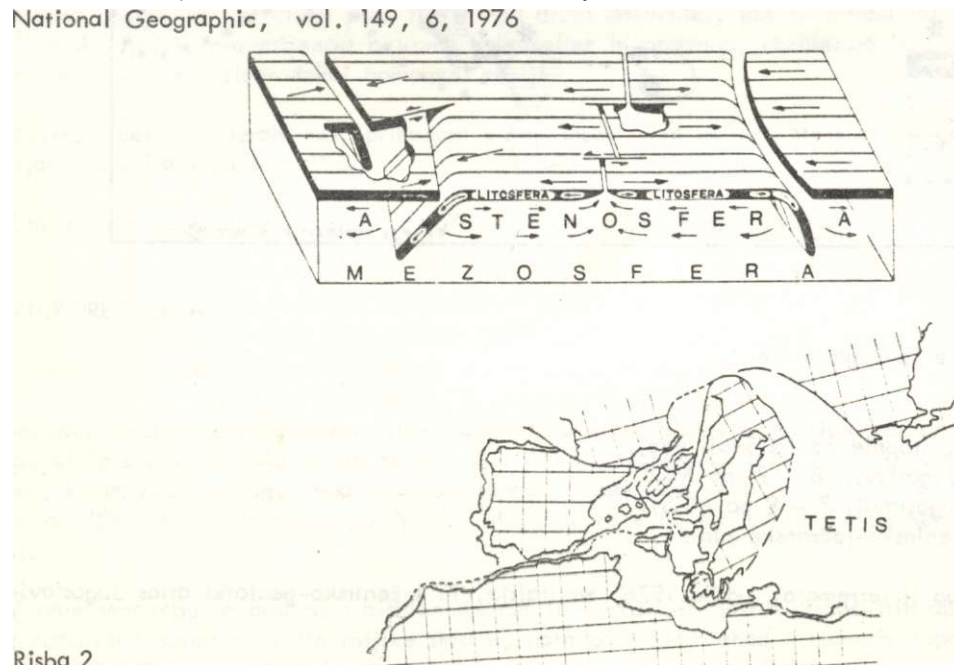 National Geographic, vol. 149, 6, 1976
LITOSFERA LITOSFERA
A S T E N O S F E R A
M E Z O S F E R A
TETIS
Risba 2